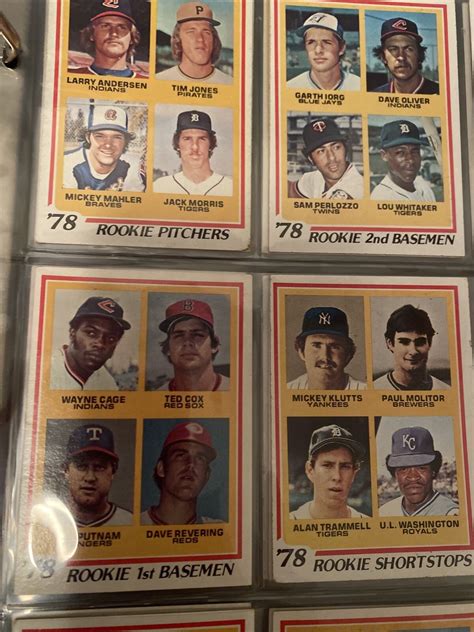 LARRY ANDERSEN
INDIANS
TIM JONES
PIRATES
MICKEY MAHLER
BRAVES
JACK MORRIS
TIGERS
'78 ROOKIE PITCHERS
GARTH IORG
BLUE JAYS
DAVE OLIVER
INDIANS
SAM PERLOZZO
TWINS
LOU WHITAKER
TIGERS
'78 ROOKIE 2nd BASEMEN
WAYNE CAGE
INDIANS
TED COX
RED SOX
PUTNAM
NGERS
DAVE REVERING
REDS
'78 ROOKIE 1st BASEMEN
MICKEY KLUTTS
YANKEES
PAUL MOLITOR
BREWERS
ALAN TRAMMELL
TIGERS
U.L. WASHINGTON
ROYALS
'78 ROOKIE SHORTSTOPS